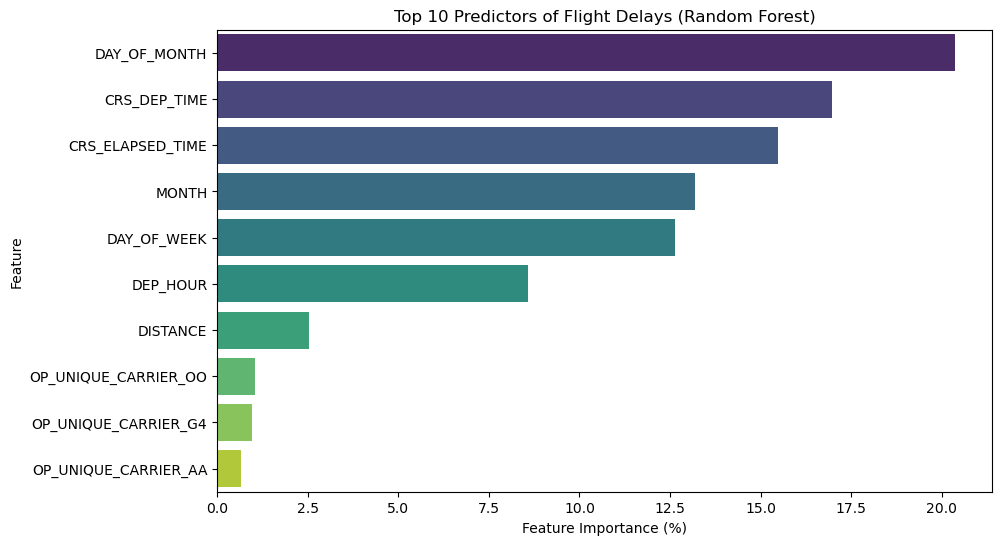 Top 10 Predictors of Flight Delays (Random Forest)
DAY_OF_MONTH
CRS_DEP_TIME
CRS_ELAPSED_TIME
MONTH
DAY_OF_WEEK
DEP_HOUR
DISTANCE
OP_UNIQUE_CARRIER_OO
OP_UNIQUE_CARRIER_G4
OP_UNIQUE_CARRIER_AA
Feature
0.0 2.5 5.0 7.5 10.0 12.5 15.0 17.5 20.0
Feature Importance (%)